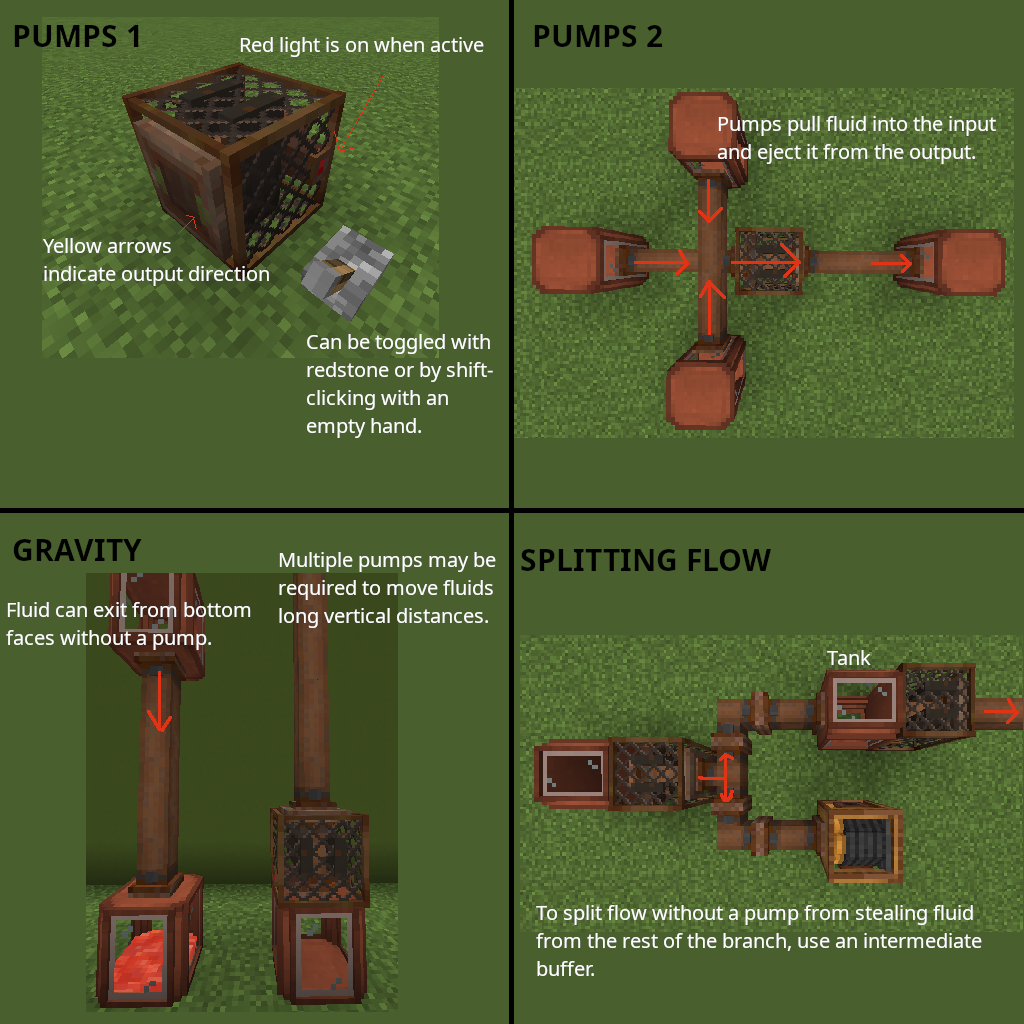 PUMPS 1
Red light is on when active
Yellow arrows
indicate output direction
Can be toggled with
redstone or by shift-
clicking with an
empty hand.
PUMPS 2
Pumps pull fluid into the input
and eject it from the output.
GRAVITY
Fluid can exit from bottom
faces without a pump.
Multiple pumps may be
required to move fluids
long vertical distances.
SPLITTING FLOW
Tank
To split flow without a pump from stealing fluid
from the rest of the branch, use an intermediate
buffer.